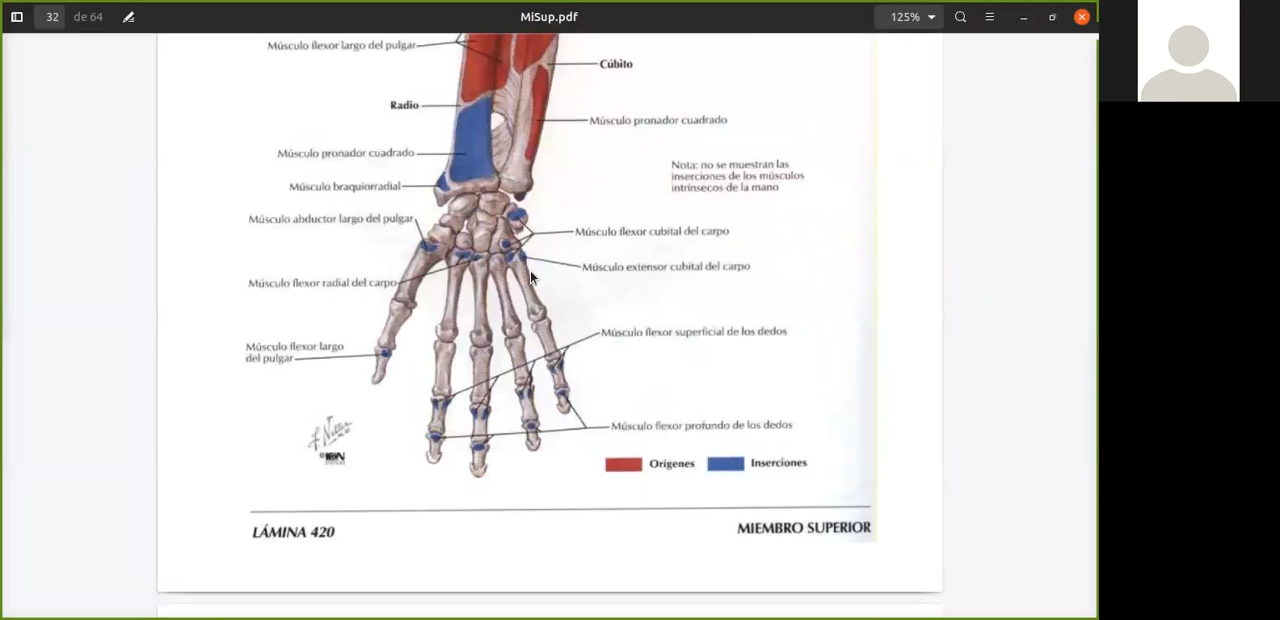 32 de 64
MiSup.pdf
125%
Músculo flexor largo del pulgar
Cúbito
Radio
Músculo pronador cuadrado
Músculo pronador cuadrado
Nota: no se muestran las
inserciones de los músculos
intrínsecos de la mano
Músculo braquiorradial
Músculo abductor largo del pulgar
Músculo flexor cubital del carpo
Músculo extensor cubital del carpo
Músculo flexor radial del carpo
Músculo flexor superficial de los dedos
Músculo flexor largo
del pulgar
Músculo flexor profundo de los dedos
Orígenes
Inserciones
LÁMINA 420
MIEMBRO SUPERIOR